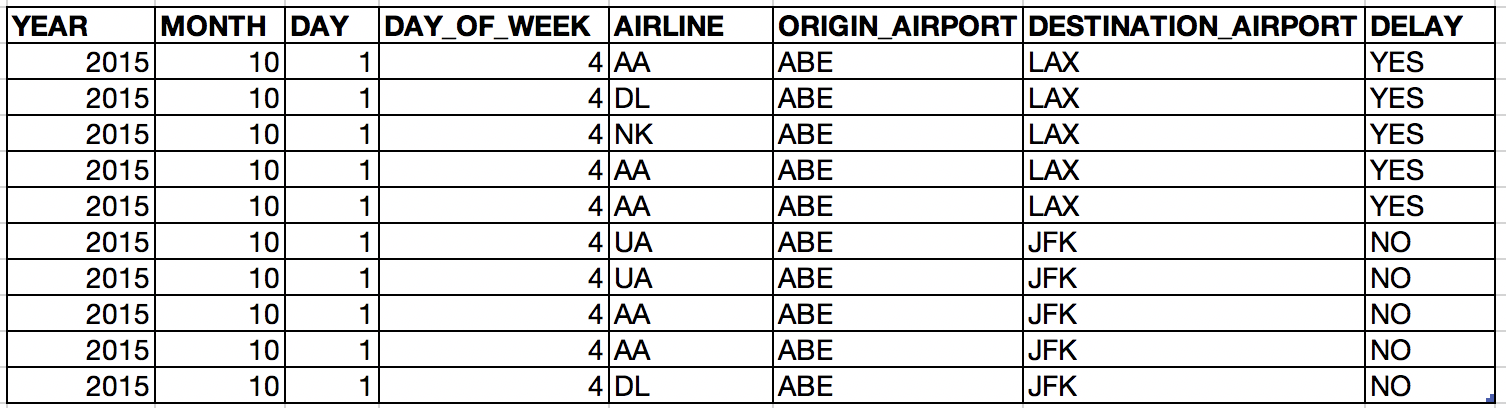 YEAR MONTH DAY DAY_OF_WEEK AIRLINE ORIGIN_AIRPORT DESTINATION_AIRPORT DELAY
2015 10 1 4 AA ABE LAX YES
2015 10 1 4 DL ABE LAX YES
2015 10 1 4 NK ABE LAX YES
2015 10 1 4 AA ABE LAX YES
2015 10 1 4 AA ABE LAX YES
2015 10 1 4 UA ABE JFK NO
2015 10 1 4 UA ABE JFK NO
2015 10 1 4 AA ABE JFK NO
2015 10 1 4 AA ABE JFK NO
2015 10 1 4 DL ABE JFK NO